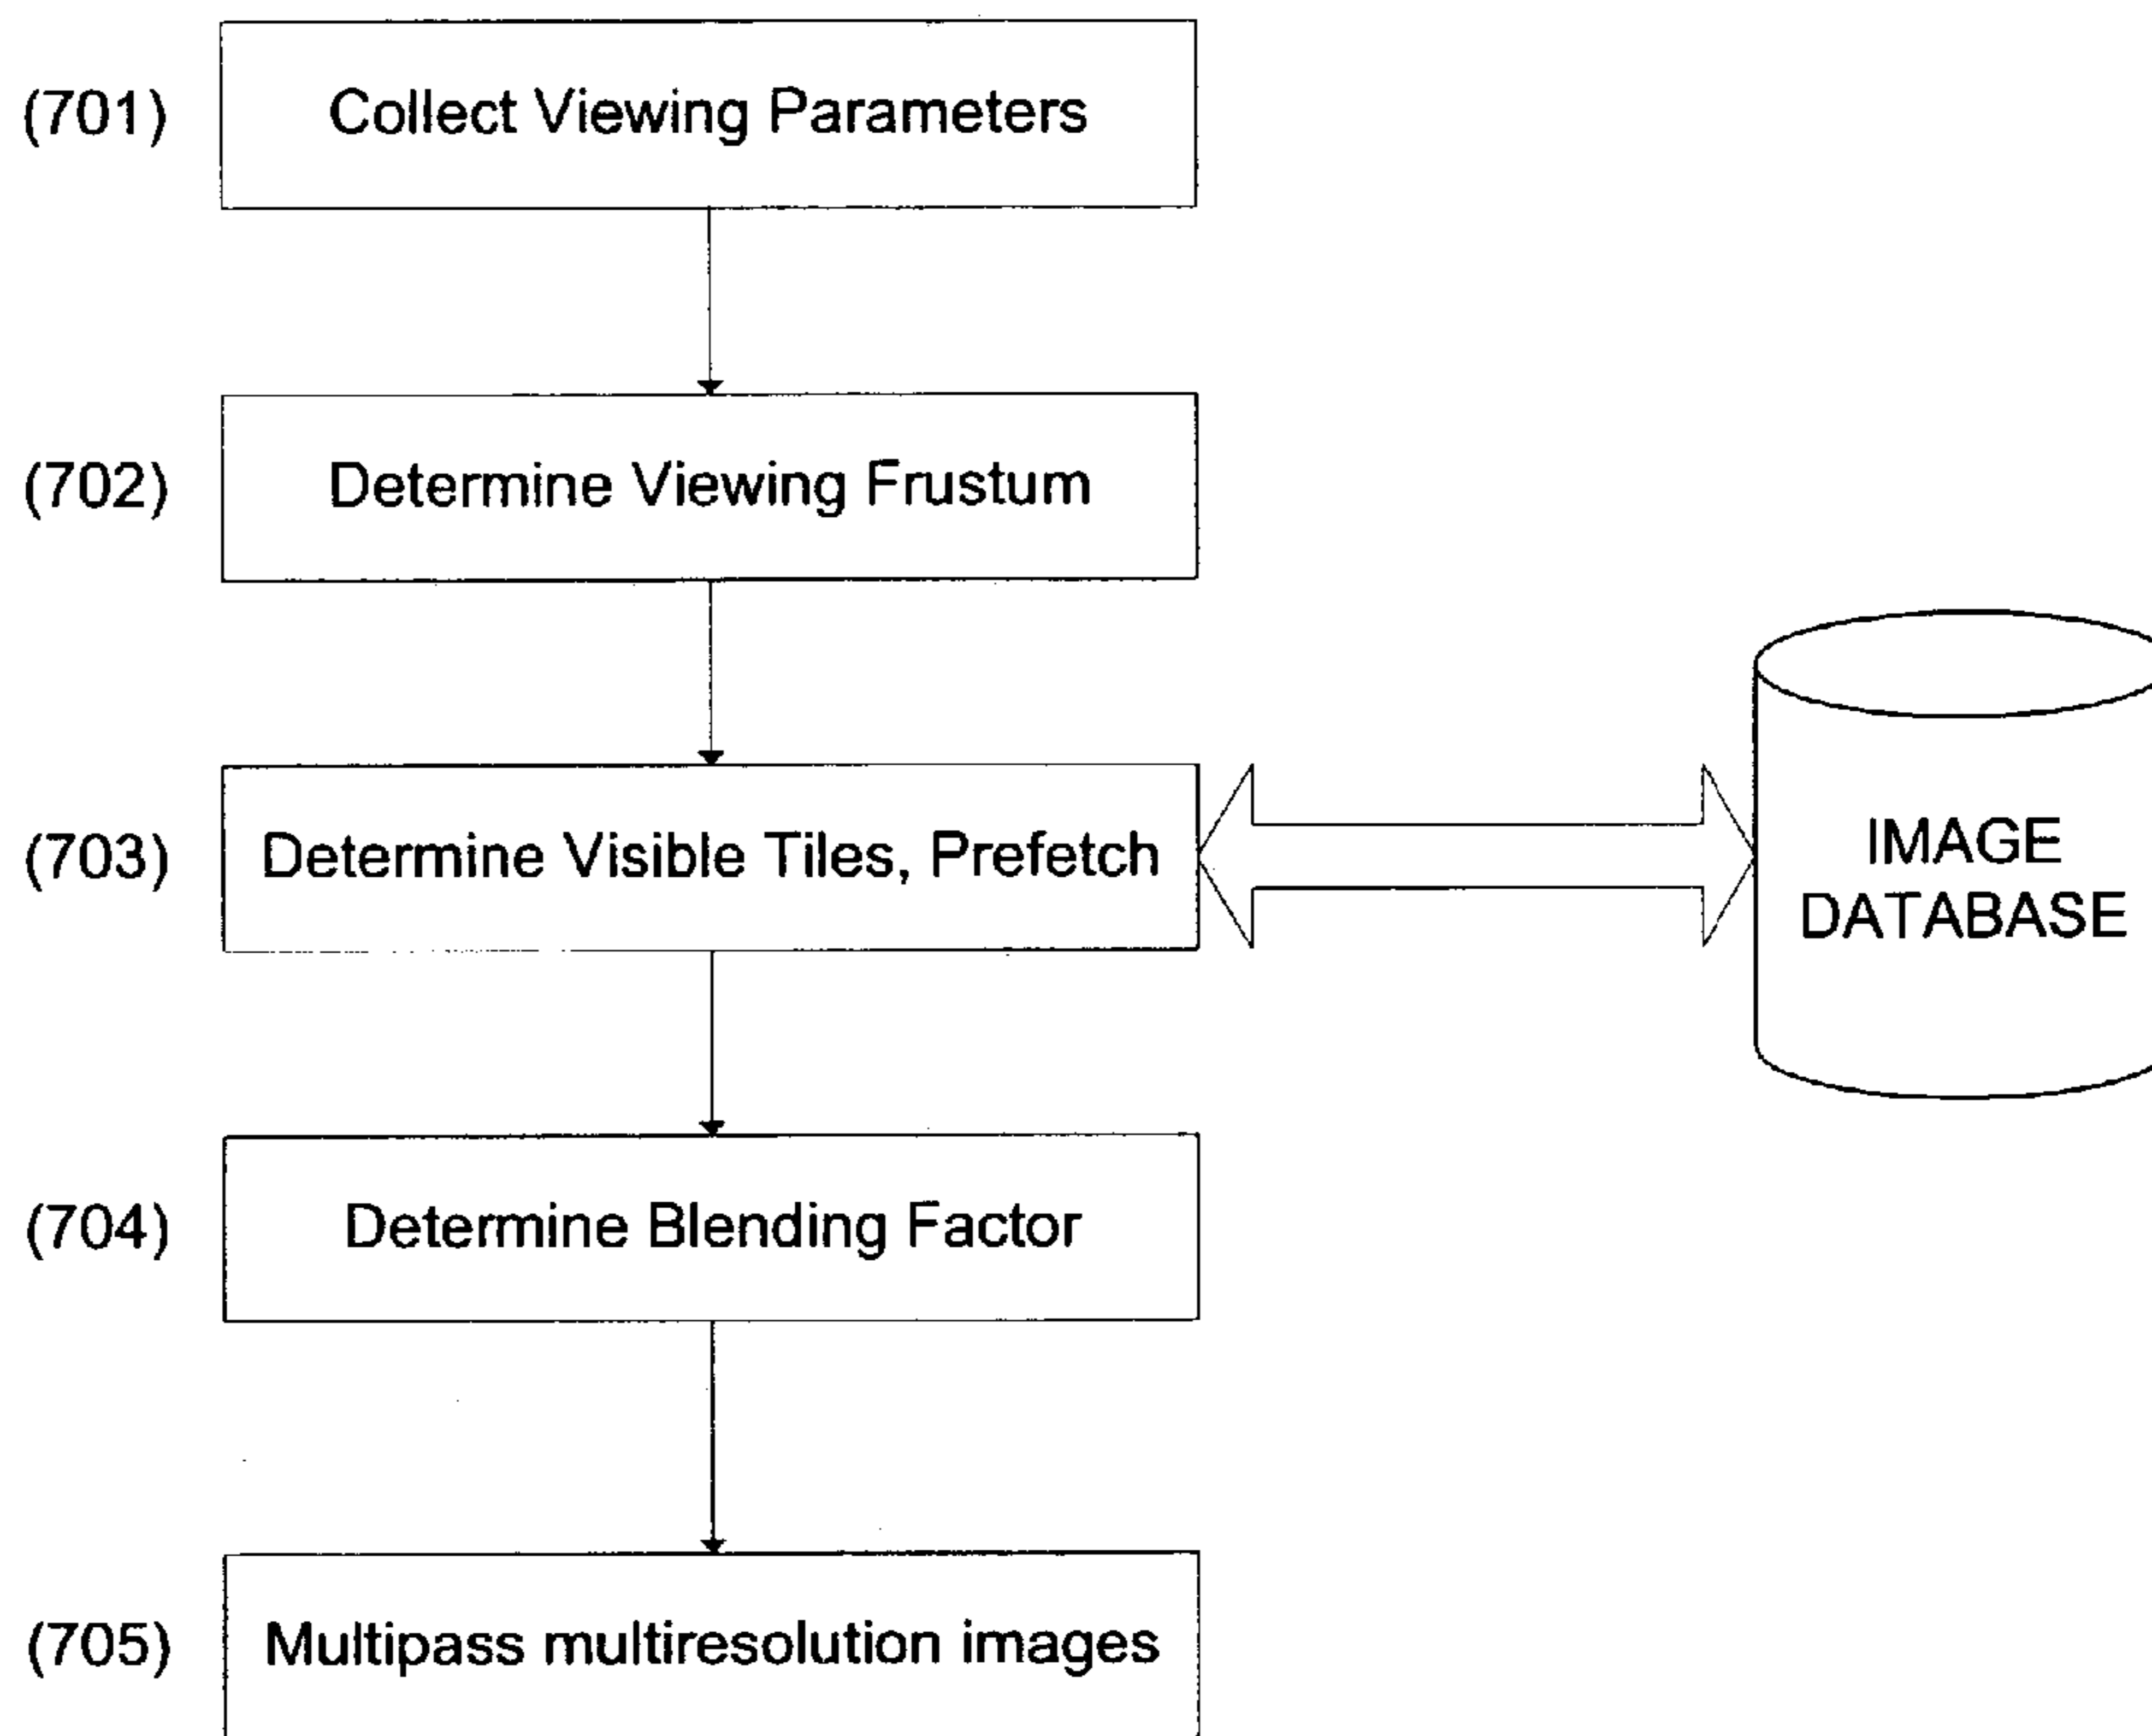 (701) Collect Viewing Parameters
(702) Determine Viewing Frustum
(703) Determine Visible Tiles, Prefetch
IMAGE
DATABASE
(704) Determine Blending Factor
(705) Multipass multiresolution images